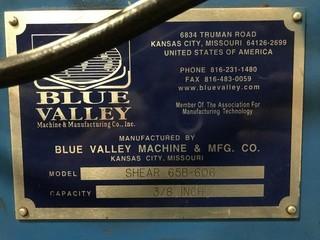 BLUE
VALLEY
Machine & Manufacturing Co., Inc.
6834 TRUMAN ROAD
KANSAS CITY, MISSOURI 64126-2699
UNITED STATES OF AMERICA
PHONE 816-231-1480
FAX 816-483-0059
www.bluevalley.com
Member Of The Association For
Manufacturing Technology
MANUFACTURED BY
BLUE VALLEY MACHINE & MFG. CO.
KANSAS CITY, MISSOURI
MODEL SHEAR 65B-606
CAPACITY 3/8 INCH